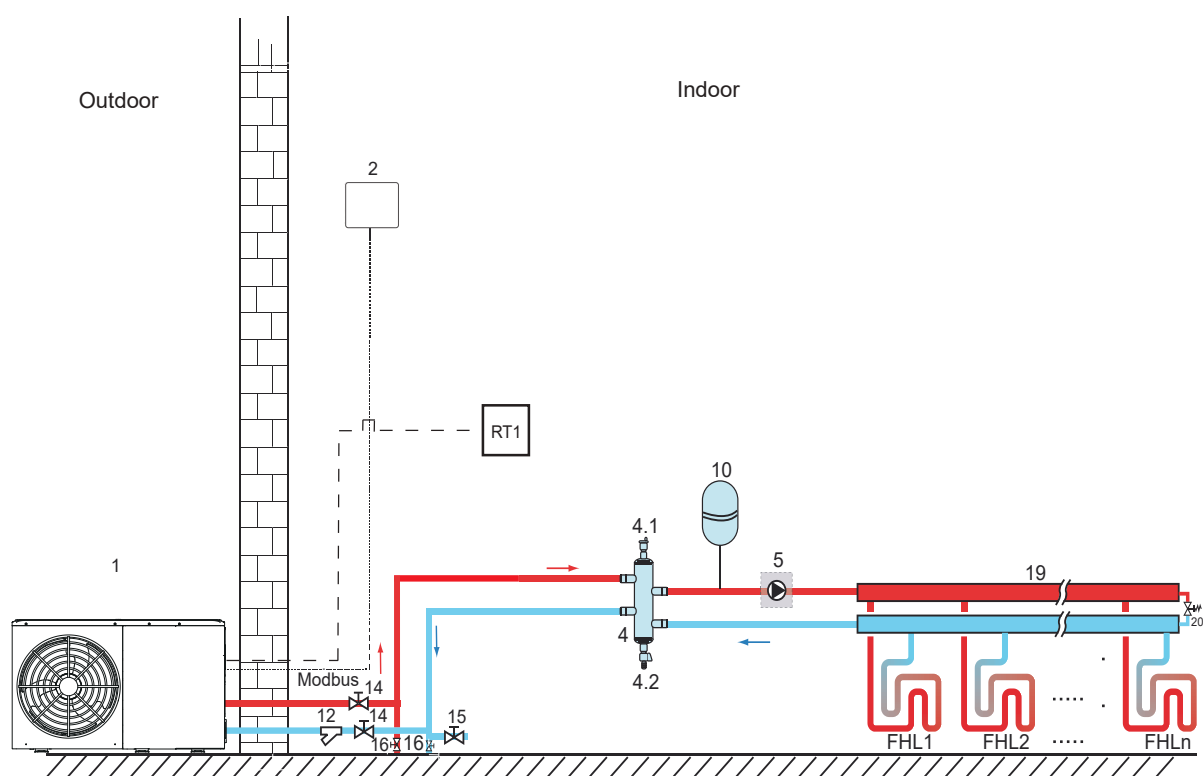 Outdoor
Indoor
2
RT1
10
4.1
5
1
19
4
20
4.2
Modbus
14
12
14
15
16
16
FHL1
FHL2
.....
.....
FHLn